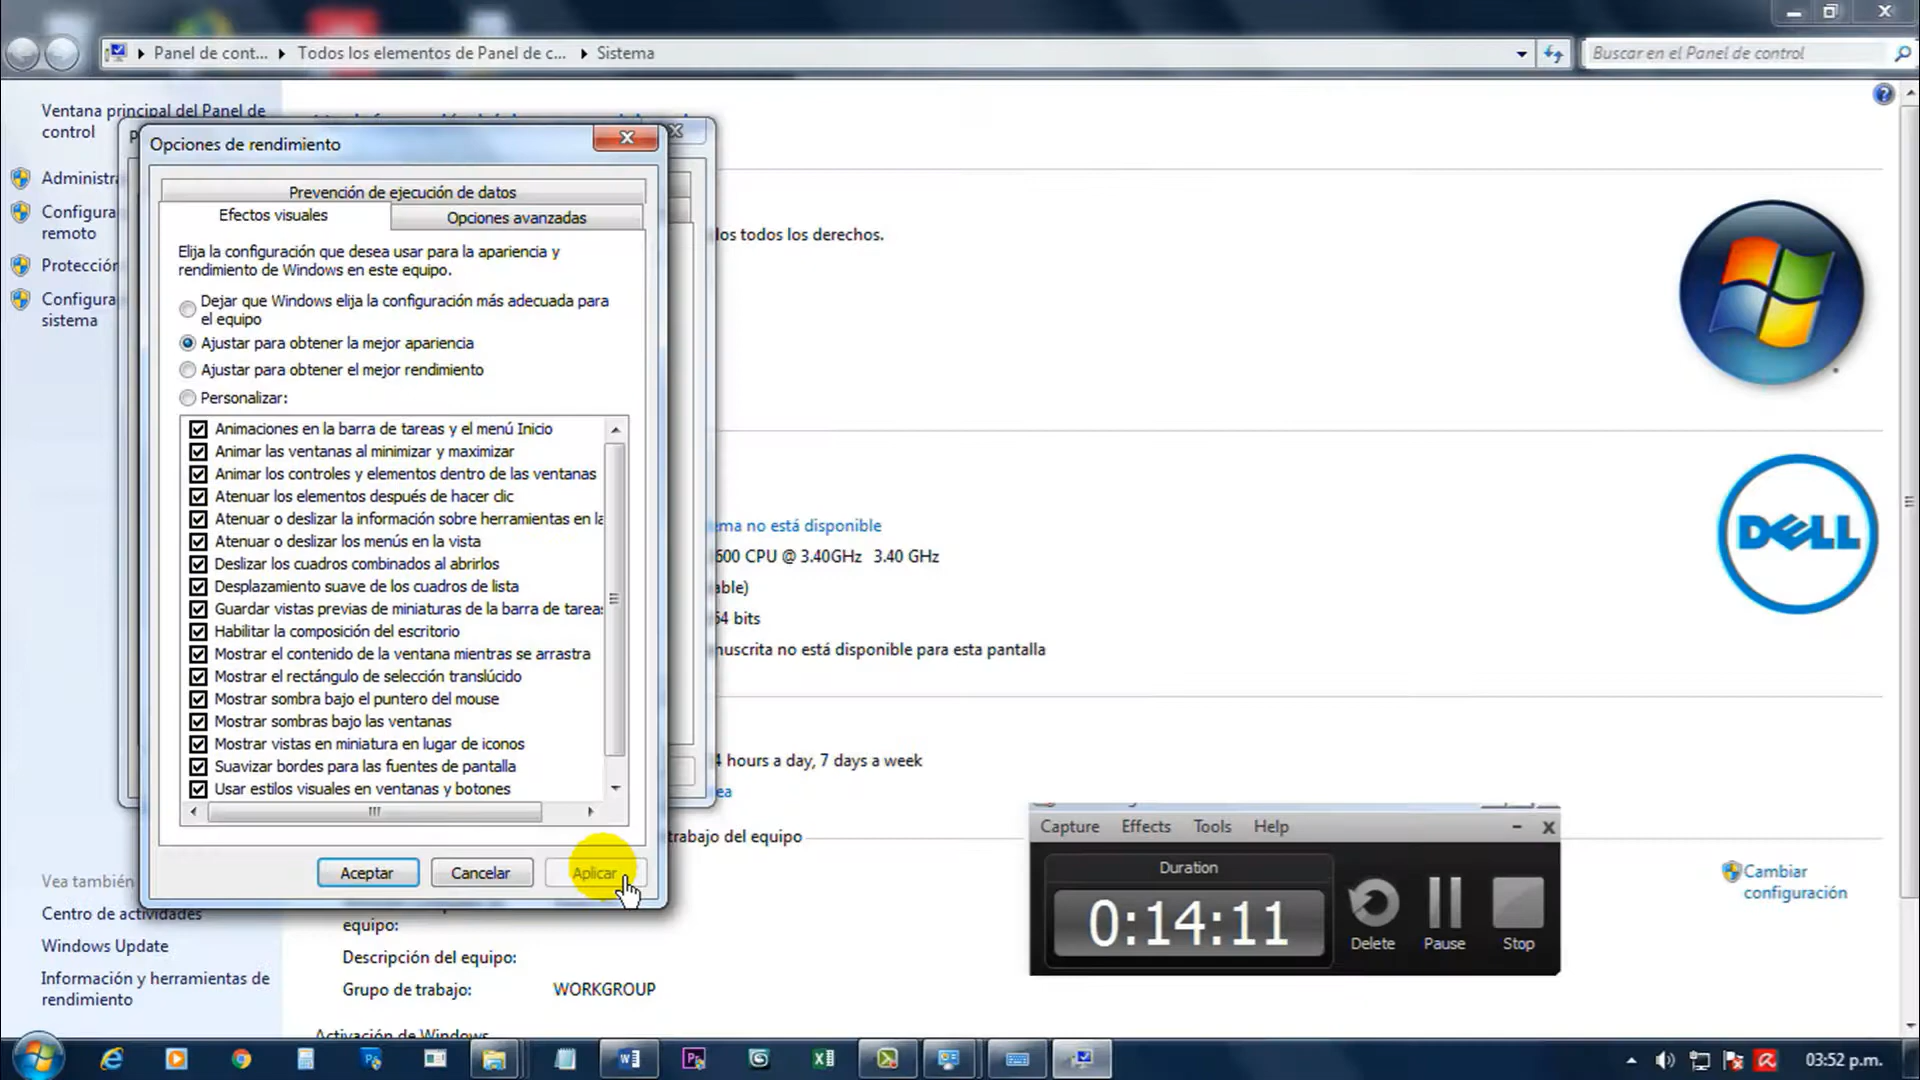 Panel de cont...
Todos los elementos de Panel de c...
Sistema
Buscar en el Panel de control
Ventana principal del Panel de
control
Administra
Configura
remoto
Protección
Configura
sistema
Opciones de rendimiento
Prevención de ejecución de datos
Efectos visuales
Opciones avanzadas
Elija la configuración que desea usar para la apariencia y
rendimiento de Windows en este equipo.
Dejar que Windows elija la configuración más adecuada para
el equipo
Ajustar para obtener la mejor apariencia
Ajustar para obtener el mejor rendimiento
Personalizar:
Animaciones en la barra de tareas y el menú Inicio
Animar las ventanas al minimizar y maximizar
Animar los controles y elementos dentro de las ventanas
Atenuar los elementos después de hacer clic
Atenuar o deslizar la información sobre herramientas en la
Atenuar o deslizar los menús en la vista
Deslizar los cuadros combinados al abrirlos
Desplazamiento suave de los cuadros de lista
Guardar vistas previas de miniaturas de la barra de tareas
Habilitar la composición del escritorio
Mostrar el contenido de la ventana mientras se arrastra
Mostrar el rectángulo de selección translúcido
Mostrar sombra bajo el puntero del mouse
Mostrar sombras bajo las ventanas
Mostrar vistas en miniatura en lugar de iconos
Suavizar bordes para las fuentes de pantalla
Usar estilos visuales en ventanas y botones
Aceptar
Cancelar
Aplicar
los todos los derechos.
ema no está disponible
600 CPU @ 3.40GHz 3.40 GHz
able)
64 bits
nuscrita no está disponible para esta pantalla
DELL
4 hours a day, 7 days a week
ea
trabajo del equipo
Cambiar
configuración
equipo:
Descripción del equipo:
Grupo de trabajo:
WORKGROUP
Activación de Windows
Vea también
Centro de actividades
Windows Update
Información y herramientas de
rendimiento
Capture
Effects
Tools
Help
Duration
0:14:11
Delete
Pause
Stop
03:52 p.m.